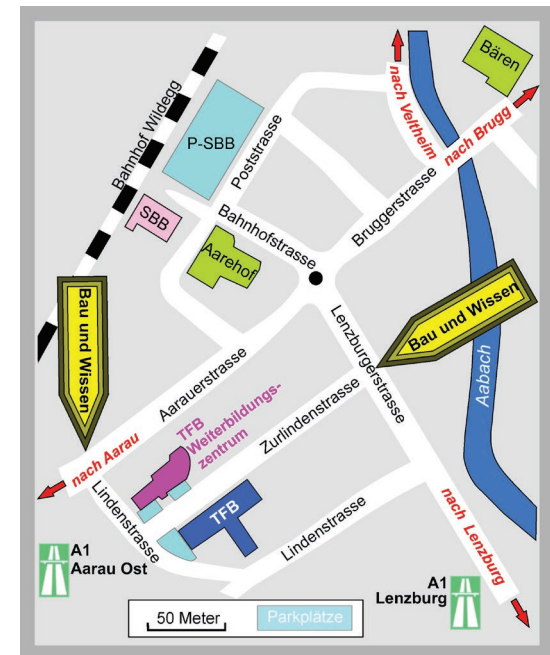 Bären
nach Veltheim
nach Brugg
Bahnhof Wildegg
P-SBB
Poststrasse
SBB
Bahnhofstrasse
Bruggerstrasse
Aarehof
Bau und Wissen
Bau und Wissen
Aabach
Lenzburgerstrasse
Aarauerstrasse
TFB
Weiterbildungs-
zentrum
Zurlindenstrasse
nach Aarau
Lindenstrasse
TFB
Lindenstrasse
nach Lenzburg
A1
Aarau Ost
A1
Lenzburg
50 Meter
Parkplätze